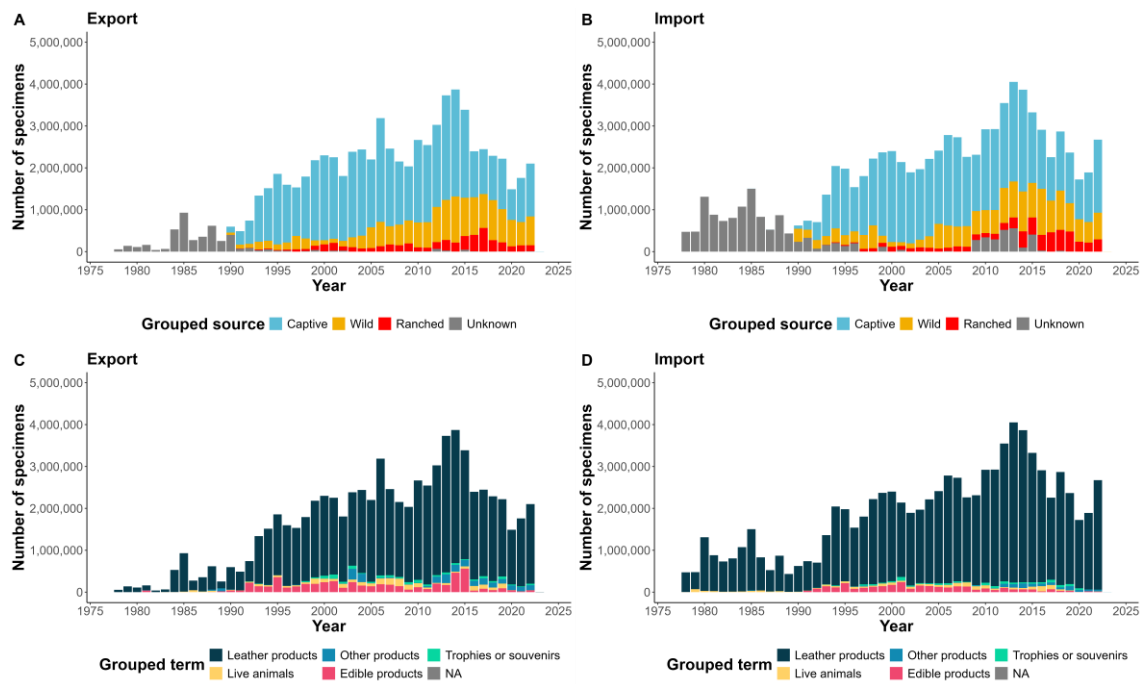 A Export
Number of specimens
5,000,000
4,000,000
3,000,000
2,000,000
1,000,000
0
1975 1980 1985 1990 1995 2000 2005 2010 2015 2020 2025
Year
Grouped source Captive Wild Ranched Unknown
B Import
Number of specimens
5,000,000
4,000,000
3,000,000
2,000,000
1,000,000
0
1975 1980 1985 1990 1995 2000 2005 2010 2015 2020 2025
Year
Grouped source Captive Wild Ranched Unknown
C Export
Number of specimens
5,000,000
4,000,000
3,000,000
2,000,000
1,000,000
0
1975 1980 1985 1990 1995 2000 2005 2010 2015 2020 2025
Year
Grouped term
Leather products Other products Trophies or souvenirs
Live animals Edible products NA
D Import
Number of specimens
5,000,000
4,000,000
3,000,000
2,000,000
1,000,000
0
1975 1980 1985 1990 1995 2000 2005 2010 2015 2020 2025
Year
Grouped term
Leather products Other products Trophies or souvenirs
Live animals Edible products NA